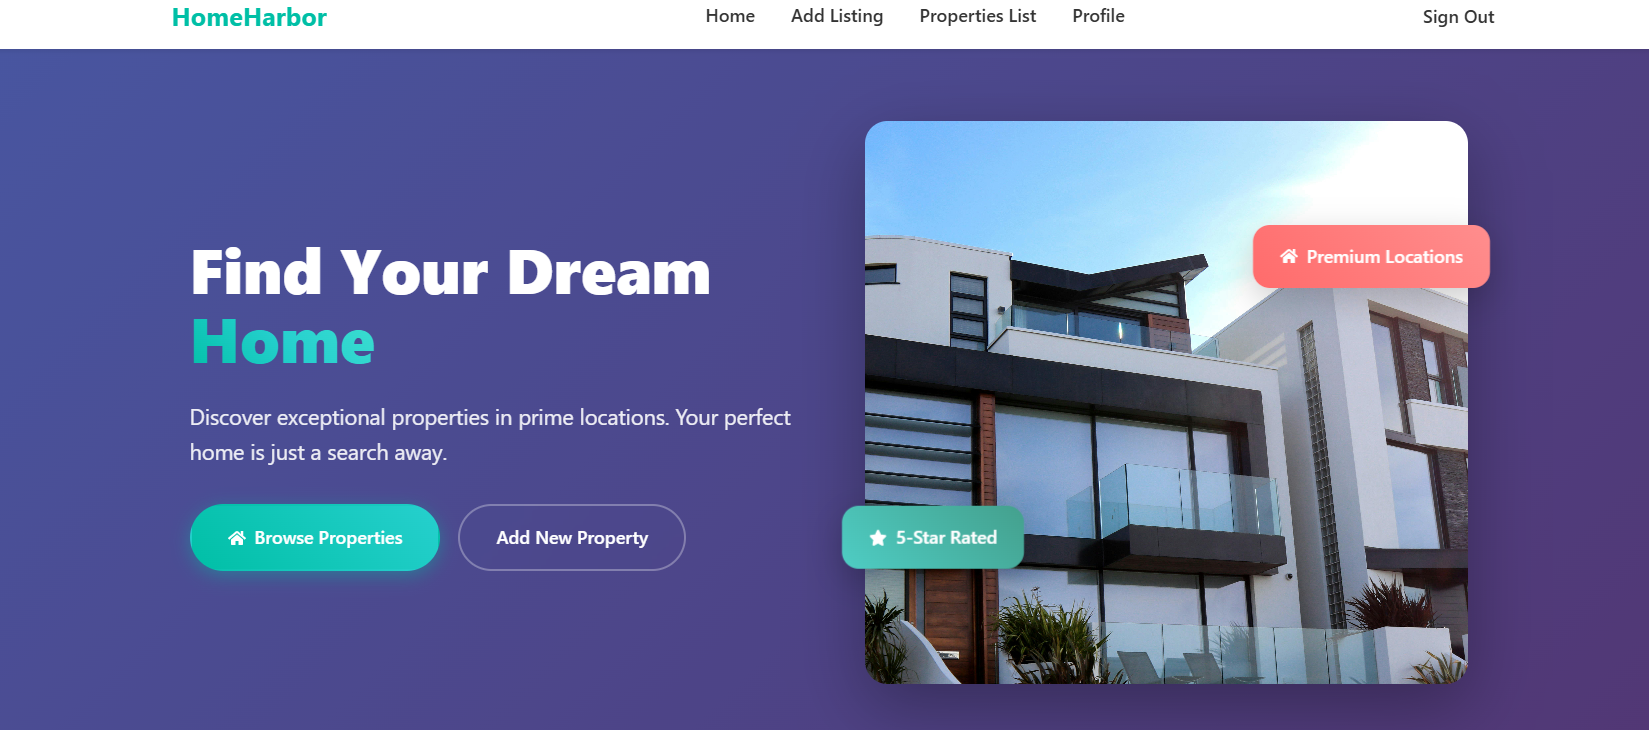 HomeHarbor
Home
Add Listing
Properties List
Profile
Sign Out
Find Your Dream
Home
Discover exceptional properties in prime locations. Your perfect
home is just a search away.
Browse Properties
Add New Property
Premium Locations
5-Star Rated